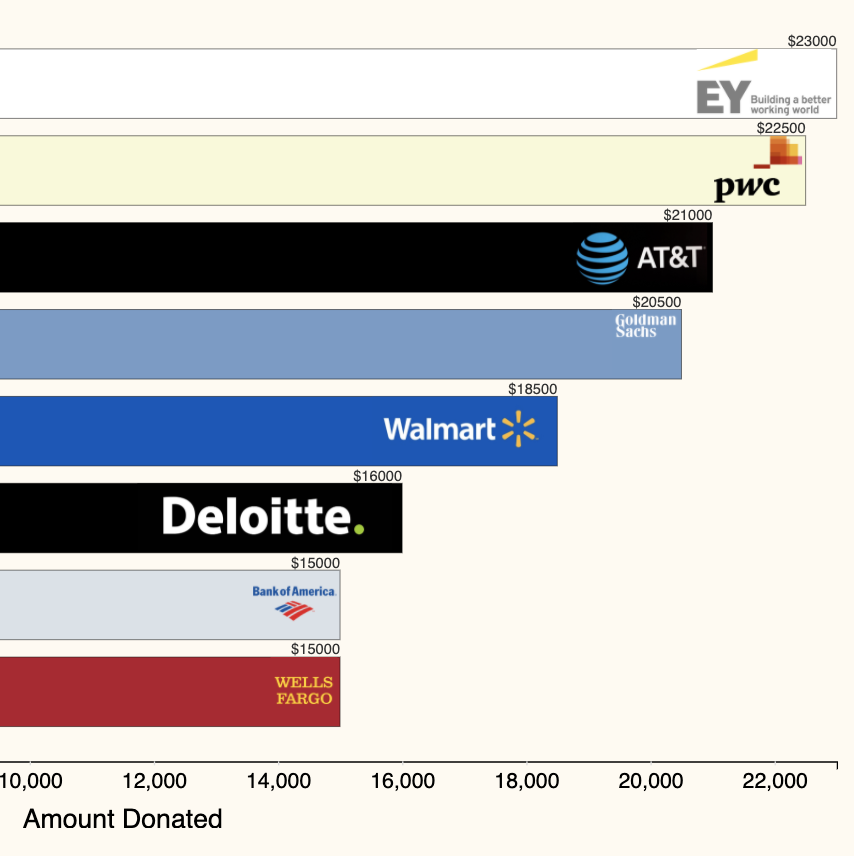 $23000
EY Building a better
working world
$22500
pwc
$21000
AT&T
$20500
Goldman
Sachs
$18500
Walmart
$16000
Deloitte.
$15000
Bank of America
$15000
WELLS
FARGO
10,000 12,000 14,000 16,000 18,000 20,000 22,000
Amount Donated